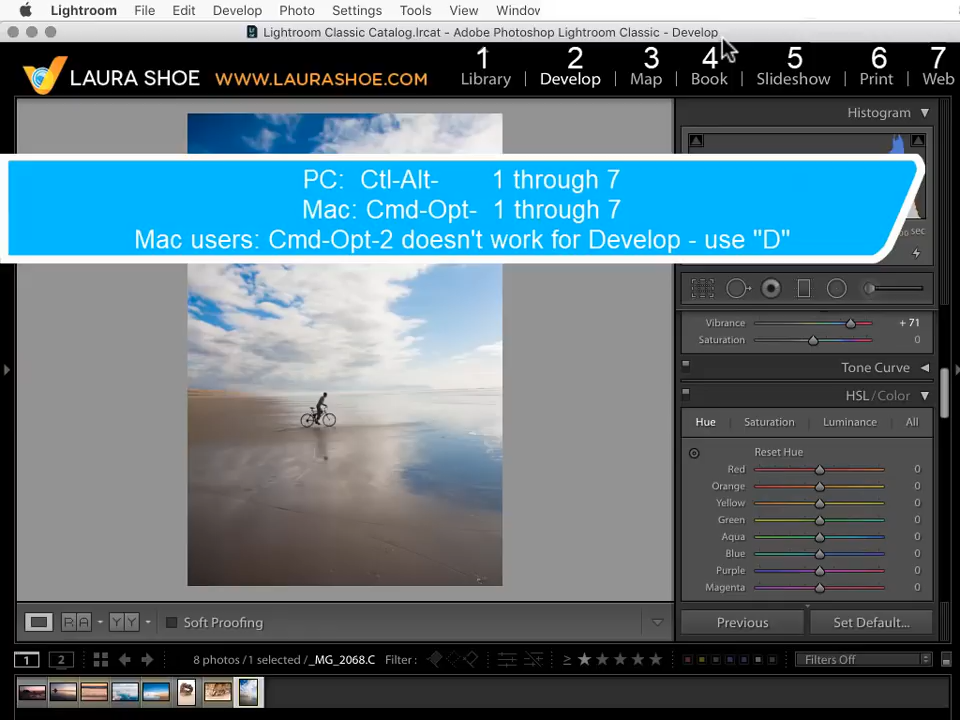 Lightroom File Edit Develop Photo Settings Tools View Window
Lightroom Classic Catalog.lrcat - Adobe Photoshop Lightroom Classic - Develop
LAURA SHOE WWW.LAURASHOE.COM
1 2 3 4 5 6 7
Library Develop Map Book Slideshow Print Web
Histogram
PC: Ctl-Alt- 1 through 7
Mac: Cmd-Opt- 1 through 7
Mac users: Cmd-Opt-2 doesn't work for Develop - use "D"
sec
Vibrance + 71
Saturation 0
Tone Curve
HSL / Color
Hue Saturation Luminance All
Reset Hue
Red 0
Orange 0
Yellow 0
Green 0
Aqua 0
Blue 0
Purple 0
Magenta 0
R A Y Y Soft Proofing
Previous Set Default...
1 2 8 photos / 1 selected / _MG_2068.C Filter : ≥ Filters Off